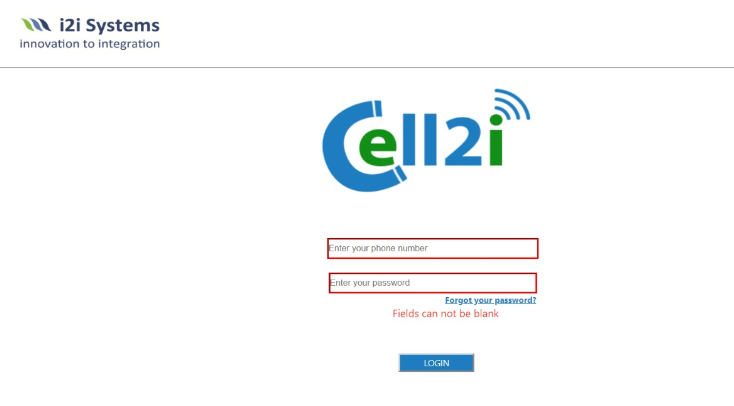 i2i Systems
innovation to integration
Cell2i
Enter your phone number
Enter your password
Forgot your password?
Fields can not be blank
LOGIN